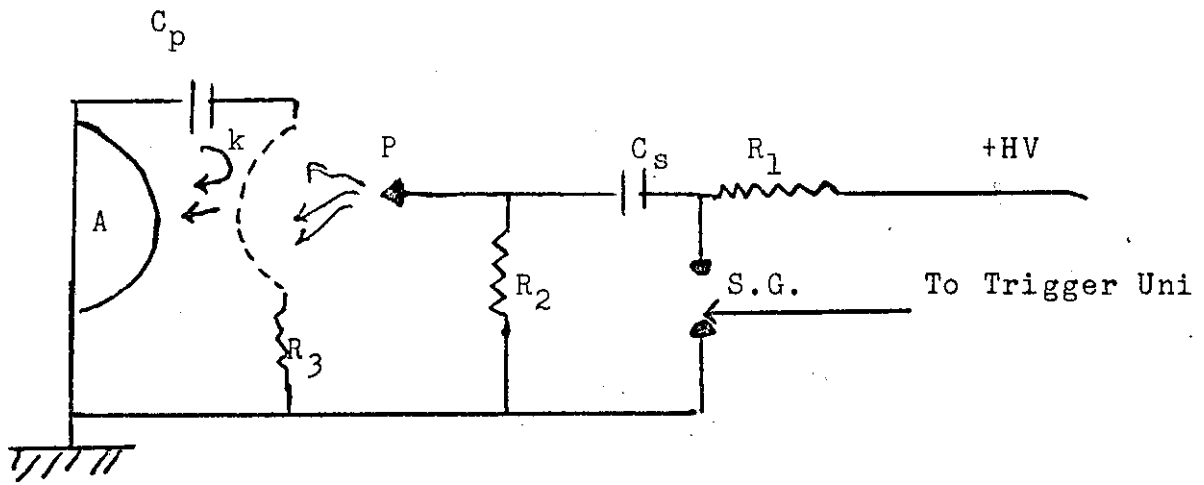 C_p
k
P
C_s
R_1
+HV
A
R_2
S.G.
To Trigger Uni
R_3